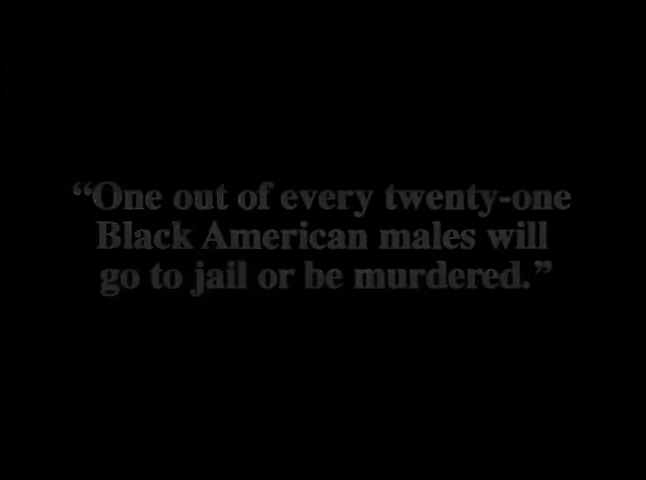 “One out of every twenty-one
Black American males will
go to jail or be murdered.”